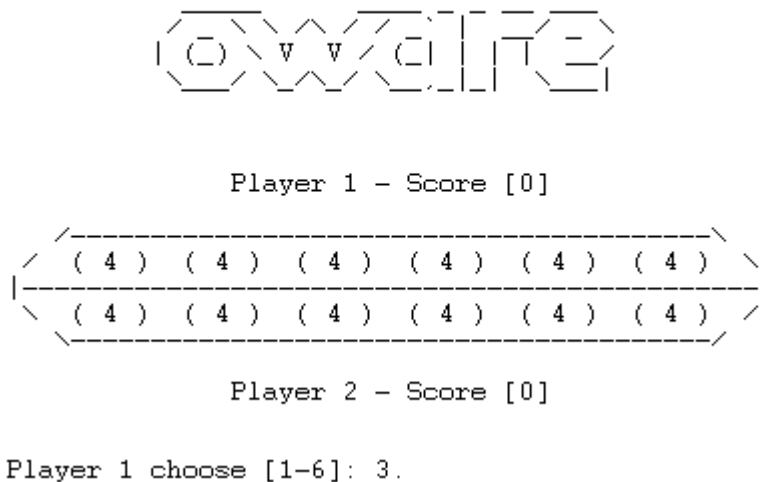 oware
Player 1 - Score [0]
( 4 ) ( 4 ) ( 4 ) ( 4 ) ( 4 ) ( 4 )
( 4 ) ( 4 ) ( 4 ) ( 4 ) ( 4 ) ( 4 )
Player 2 - Score [0]
Player 1 choose [1-6]: 3.